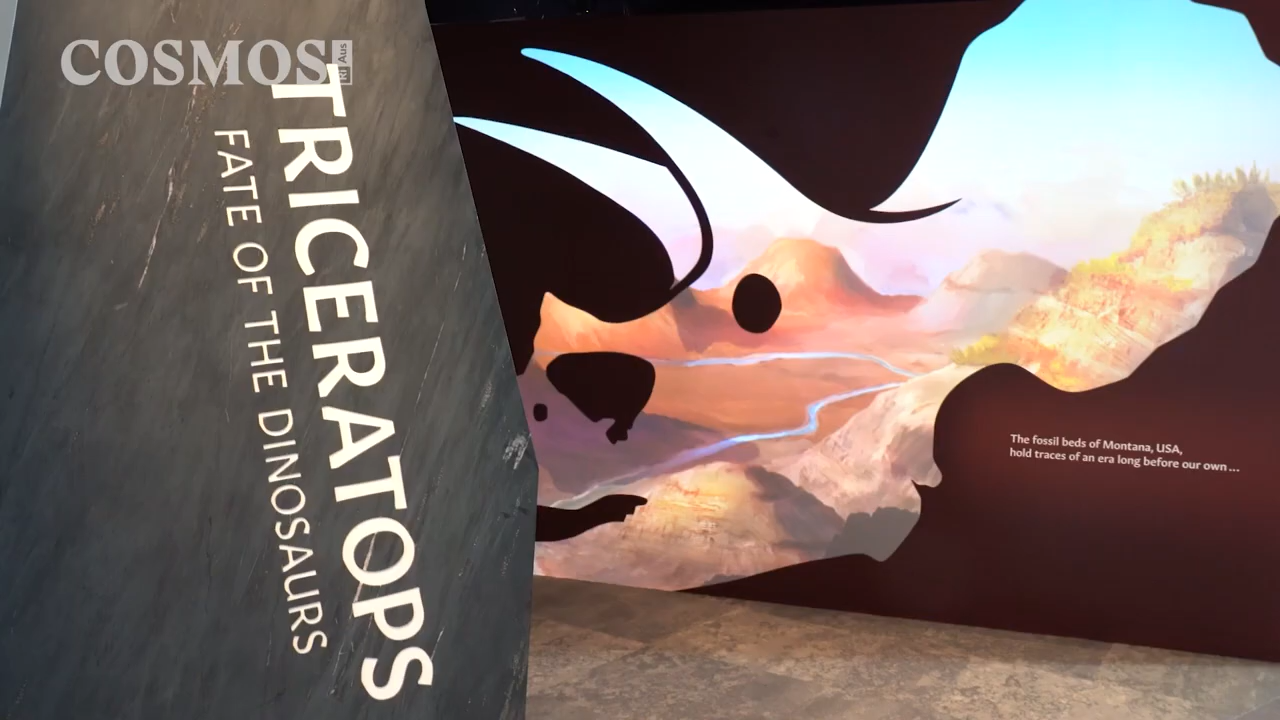 COSMOS
RiAus
TRICERATOPS
FATE OF THE DINOSAURS
The fossil beds of Montana, USA,
hold traces of an era long before our own...